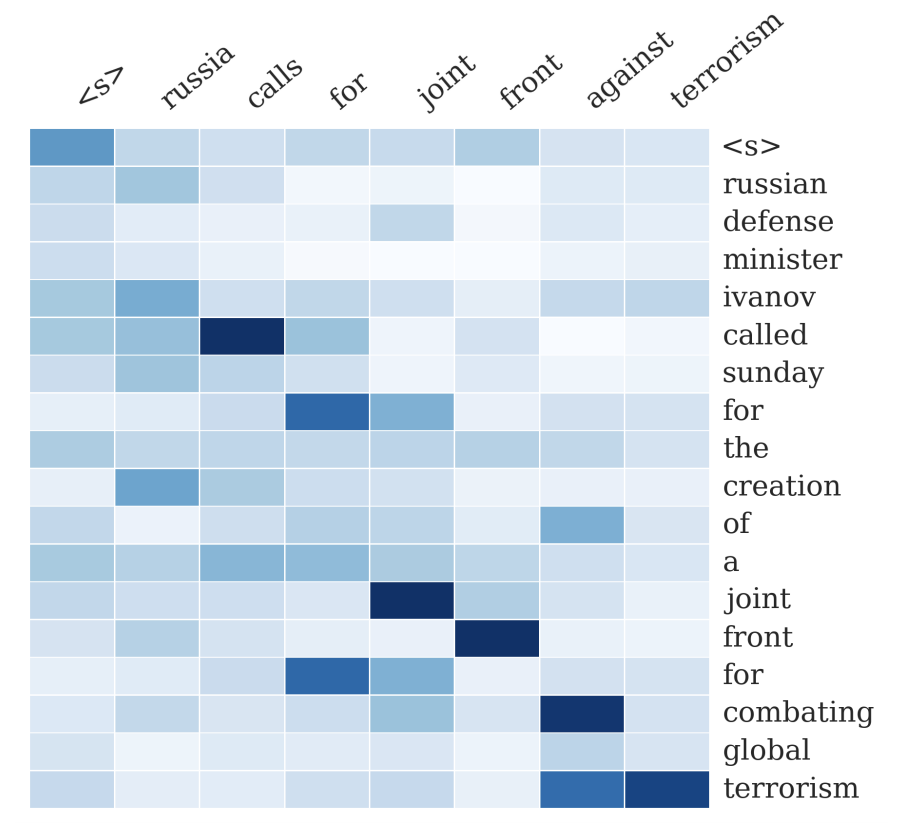 <s> russia calls for joint front against terrorism
<s>
russian
defense
minister
ivanov
called
sunday
for
the
creation
of
a
joint
front
for
combating
global
terrorism